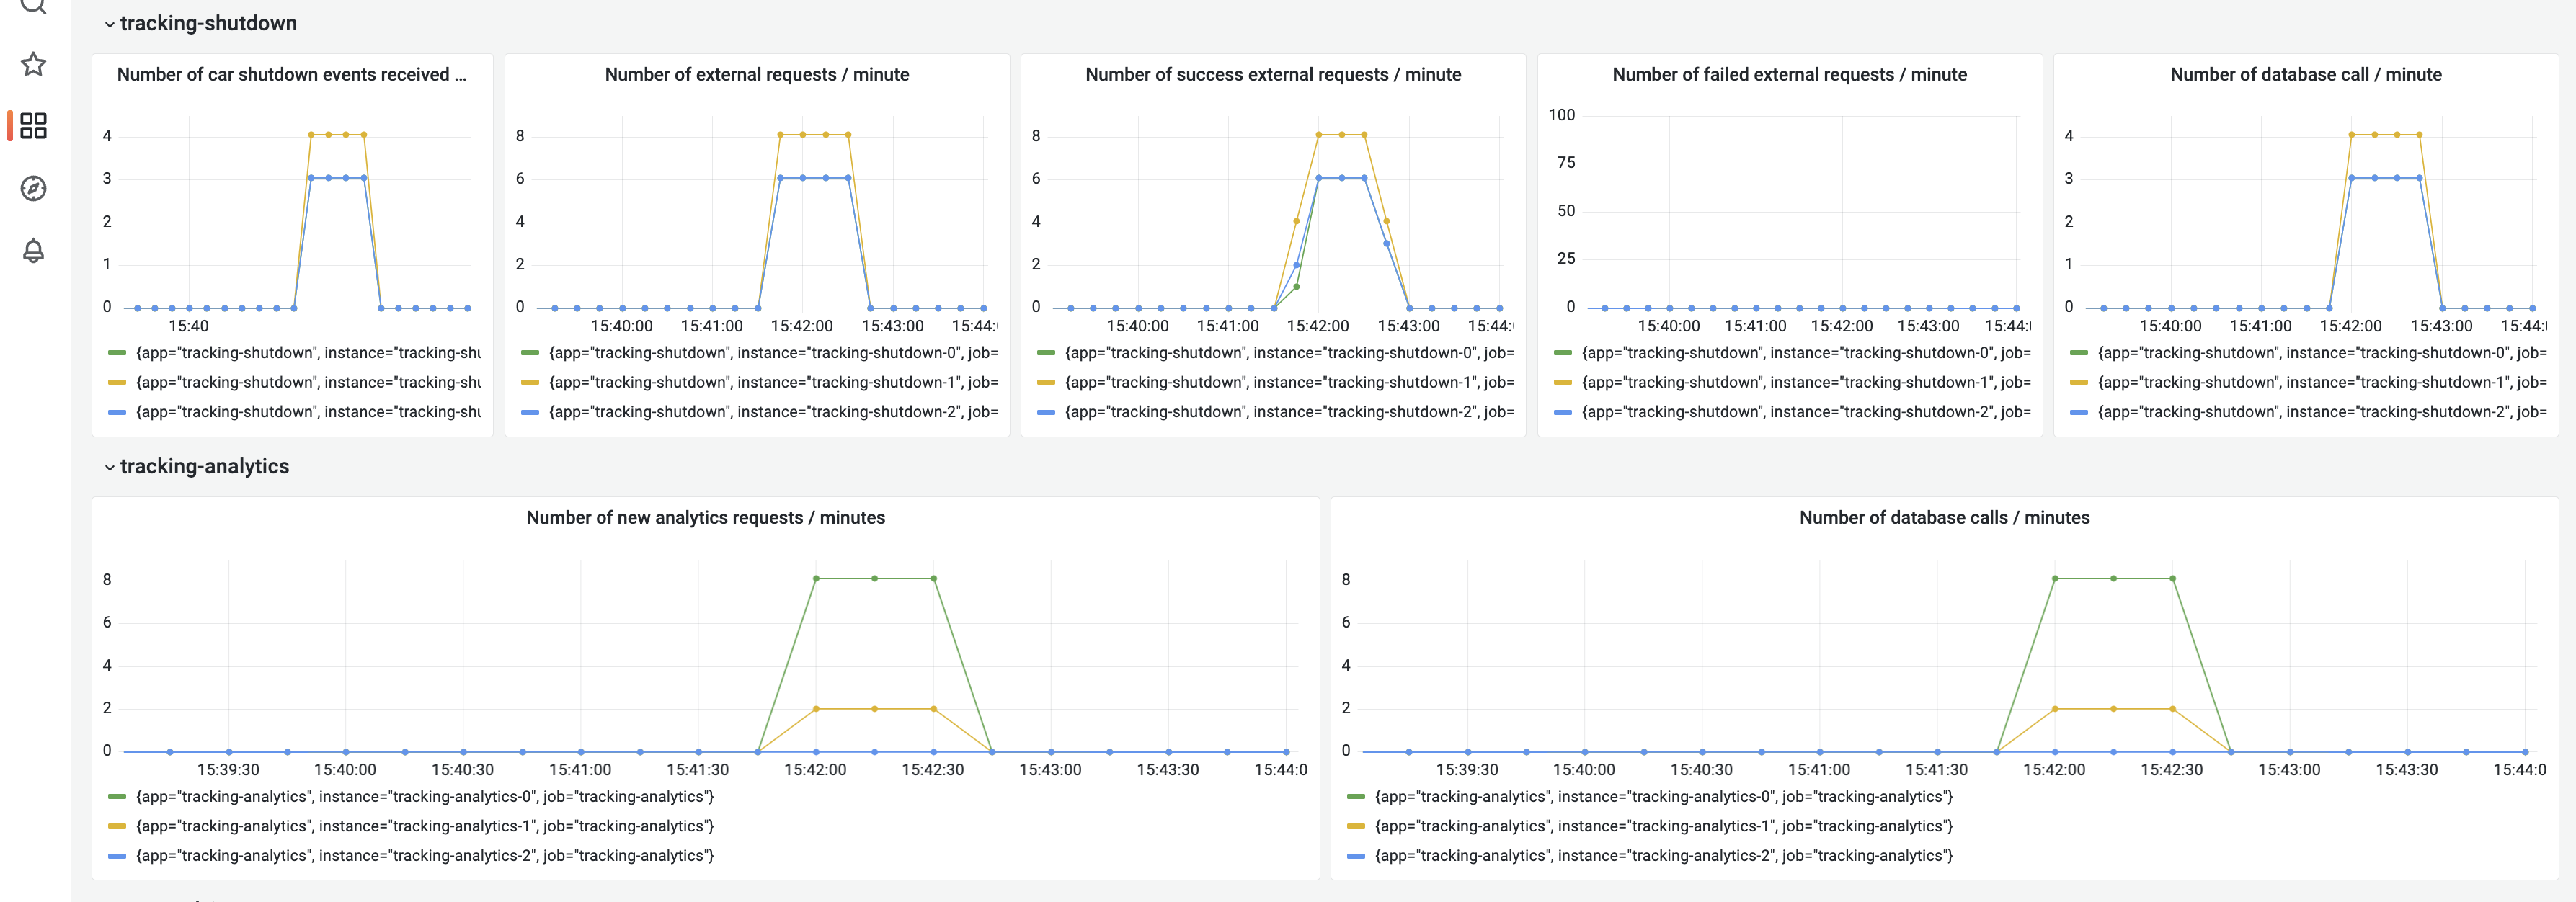 tracking-shutdown
Number of car shutdown events received ...
4
3
2
1
0
15:40
{app="tracking-shutdown", instance="tracking-shu
{app="tracking-shutdown", instance="tracking-shu
{app="tracking-shutdown", instance="tracking-shu
Number of external requests / minute
8
6
4
2
0
15:40:00 15:41:00 15:42:00 15:43:00 15:44:
{app="tracking-shutdown", instance="tracking-shutdown-0", job=
{app="tracking-shutdown", instance="tracking-shutdown-1", job=
{app="tracking-shutdown", instance="tracking-shutdown-2", job=
Number of success external requests / minute
8
6
4
2
0
15:40:00 15:41:00 15:42:00 15:43:00 15:44:
{app="tracking-shutdown", instance="tracking-shutdown-0", job=
{app="tracking-shutdown", instance="tracking-shutdown-1", job=
{app="tracking-shutdown", instance="tracking-shutdown-2", job=
Number of failed external requests / minute
100
75
50
25
0
15:40:00 15:41:00 15:42:00 15:43:00 15:44:
{app="tracking-shutdown", instance="tracking-shutdown-0", job=
{app="tracking-shutdown", instance="tracking-shutdown-1", job=
{app="tracking-shutdown", instance="tracking-shutdown-2", job=
Number of database call / minute
4
3
2
1
0
15:40:00 15:41:00 15:42:00 15:43:00 15:44:
{app="tracking-shutdown", instance="tracking-shutdown-0", job=
{app="tracking-shutdown", instance="tracking-shutdown-1", job=
{app="tracking-shutdown", instance="tracking-shutdown-2", job=
tracking-analytics
Number of new analytics requests / minutes
8
6
4
2
0
15:39:30 15:40:00 15:40:30 15:41:00 15:41:30 15:42:00 15:42:30 15:43:00 15:43:30 15:44:0
{app="tracking-analytics", instance="tracking-analytics-0", job="tracking-analytics"}
{app="tracking-analytics", instance="tracking-analytics-1", job="tracking-analytics"}
{app="tracking-analytics", instance="tracking-analytics-2", job="tracking-analytics"}
Number of database calls / minutes
8
6
4
2
0
15:39:30 15:40:00 15:40:30 15:41:00 15:41:30 15:42:00 15:42:30 15:43:00 15:43:30 15:44:0
{app="tracking-analytics", instance="tracking-analytics-0", job="tracking-analytics"}
{app="tracking-analytics", instance="tracking-analytics-1", job="tracking-analytics"}
{app="tracking-analytics", instance="tracking-analytics-2", job="tracking-analytics"}